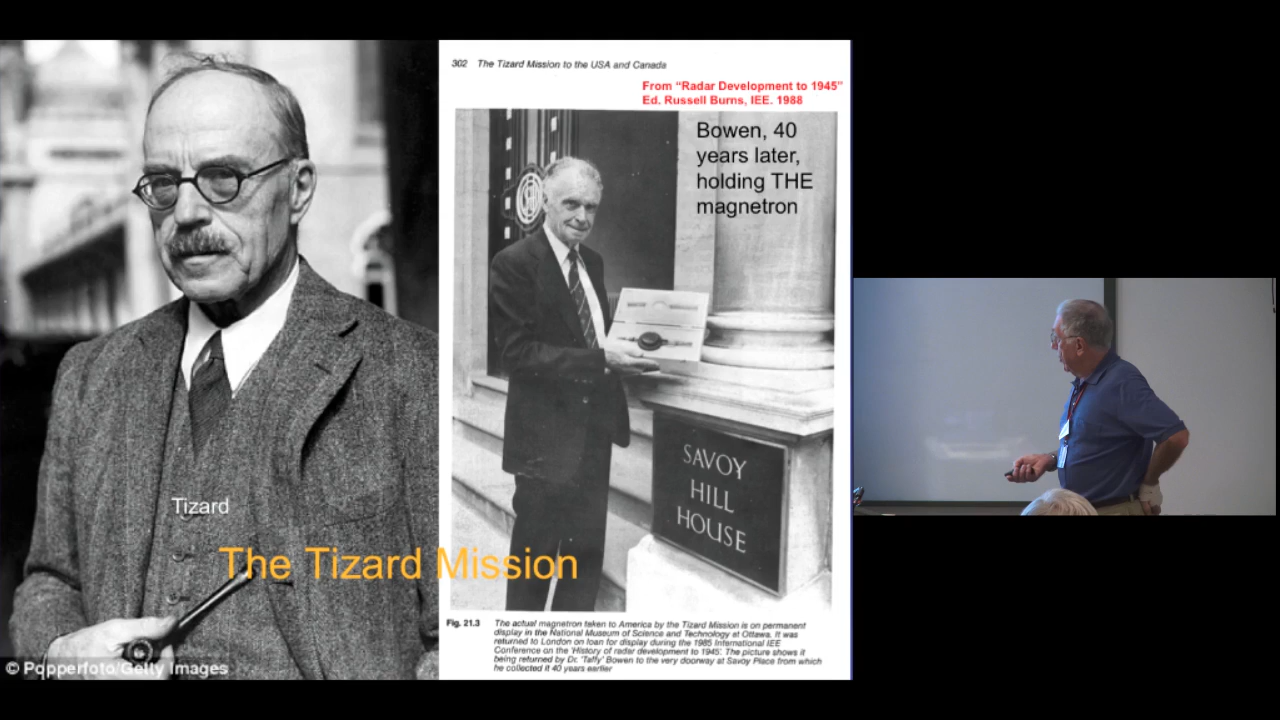 302 The Tizard Mission to the USA and Canada
From “Radar Development to 1945”
Ed. Russell Burns, IEE. 1988
Bowen, 40
years later,
holding THE
magnetron
SAVOY
HILL
HOUSE
Tizard
The Tizard Mission
Fig. 21.3 The actual magnetron taken to America by the Tizard Mission is on permanent
display in the National Museum of Science and Technology at Ottawa. It was
returned to London on loan for display during the 1985 International IEE
Conference on the 'History of radar development to 1945'. The picture shows it
being returned by Dr. 'Taffy' Bowen to the very doorway at Savoy Place from which
he collected it 40 years earlier
© Popperfoto/Getty Images